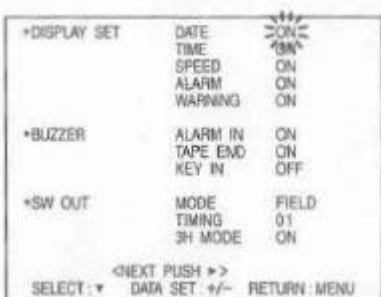 *DISPLAY SET DATE ON
TIME ON
SPEED ON
ALARM ON
WARNING ON
*BUZZER ALARM IN ON
TAPE END ON
KEY IN OFF
*SW OUT MODE FIELD
TIMING 01
3H MODE ON
<NEXT PUSH ►>
SELECT : ▼ DATA SET : +/− RETURN : MENU